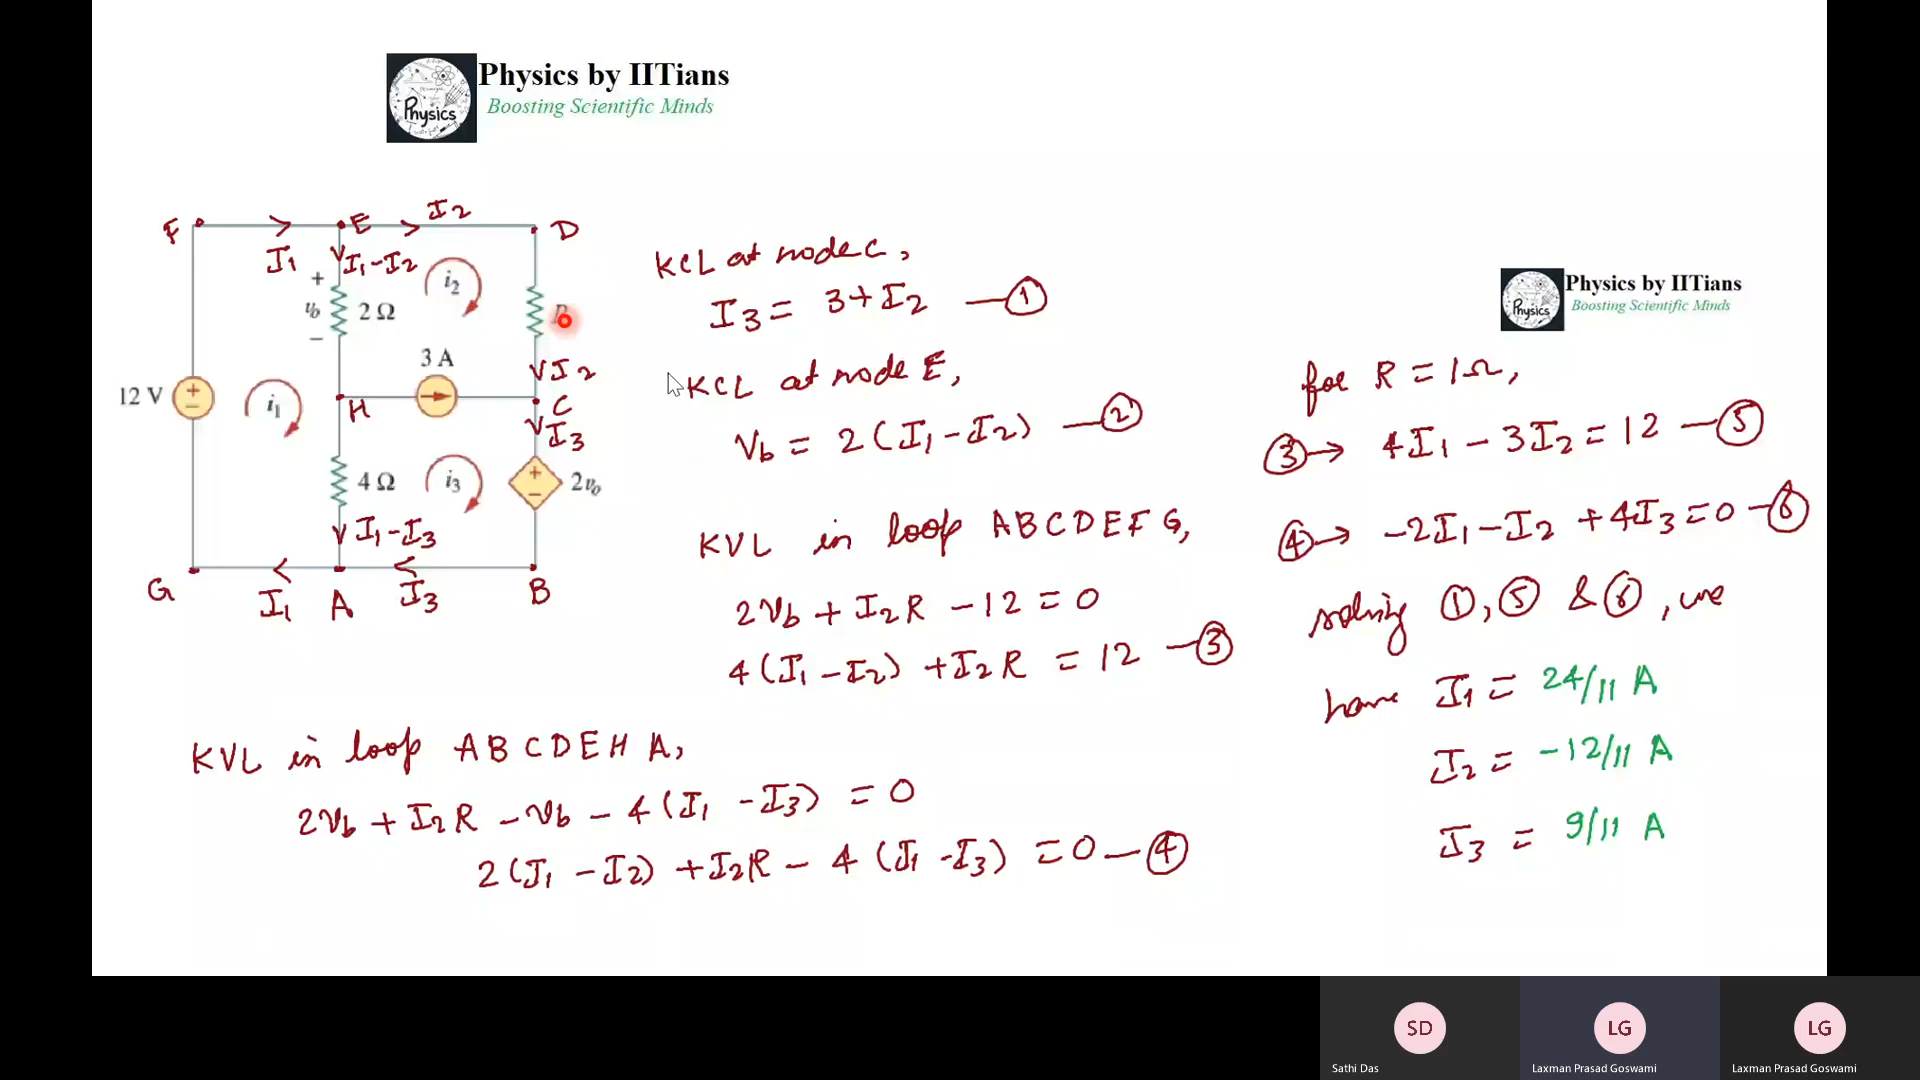 Physics by IITians
Boosting Scientific Minds
Physics
F
E
I2
D
I1
I1-I2
+
v0
2 Ω
i2
-
3 A
I2
12 V
+
-
i1
H
C
I3
4 Ω
i3
+
-
2v0
I1-I3
G
I1
A
I3
B
KCL at node C,
I3 = 3+I2 —①
KCL at node E,
Vb = 2(I1-I2) —②
KVL in loop ABCDEFG,
2Vb + I2R - 12 = 0
4(I1-I2) + I2R = 12 —③
KVL in loop ABCDEHA,
2Vb + I2R - Vb - 4(I1-I3) = 0
2(I1-I2) + I2R - 4(I1-I3) = 0 —④
Physics by IITians
Boosting Scientific Minds
Physics
for R = 1Ω,
③→ 4I1 - 3I2 = 12 —⑤
④→ -2I1 - I2 + 4I3 = 0 —⑥
solving ①, ⑤ & ⑥, we
have I1 = 24/11 A
I2 = -12/11 A
I3 = 9/11 A
SD
LG
LG
Sathi Das
Laxman Prasad Goswami
Laxman Prasad Goswami